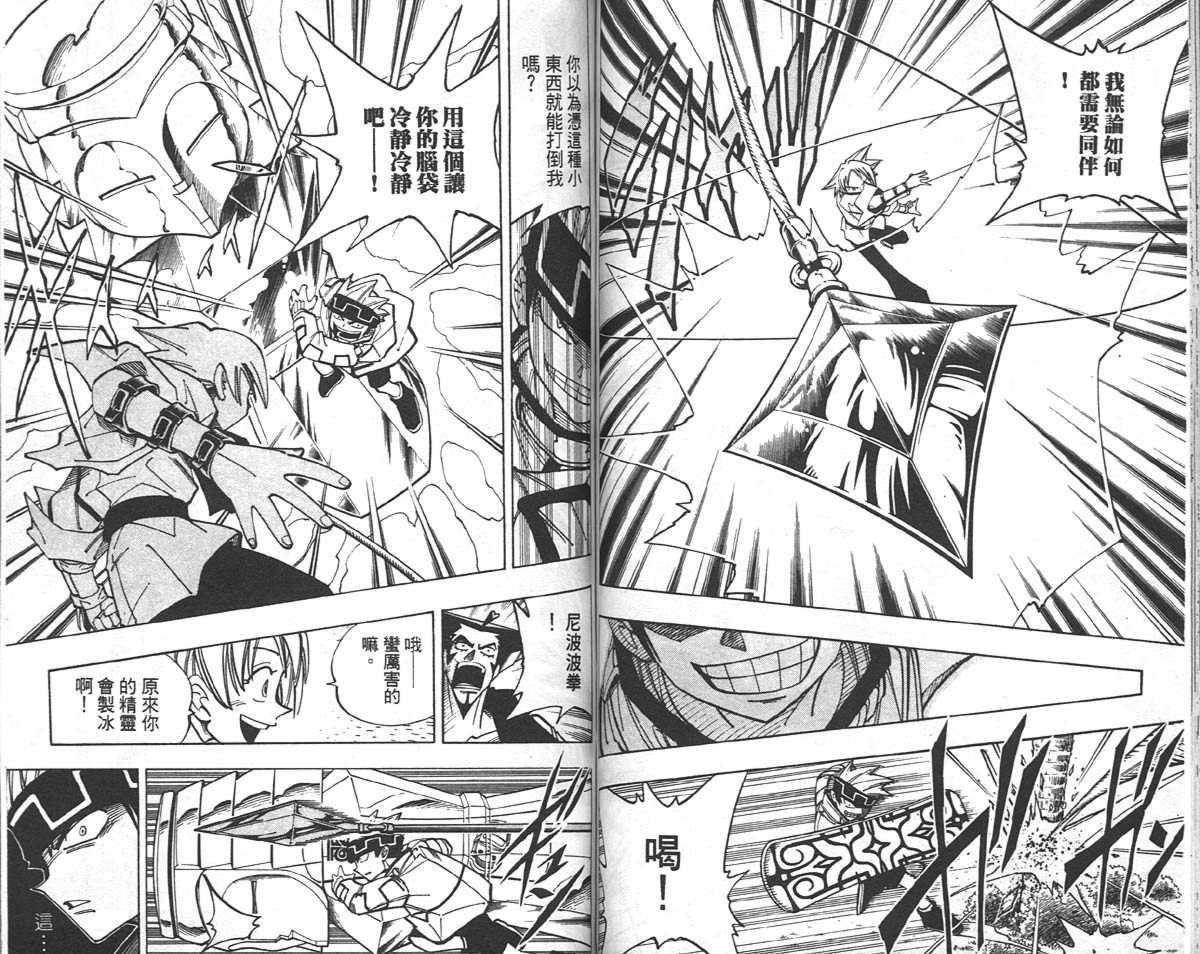 我無論如何
都需要同伴
！
喝！
你以為憑這種小
東西就能打倒我
嗎？
用這個讓
你的腦袋
冷靜冷靜
吧──！
尼波波拳
！
哦──
蠻厲害的
嘛。
原來你
的精靈
會製冰
啊！
這…